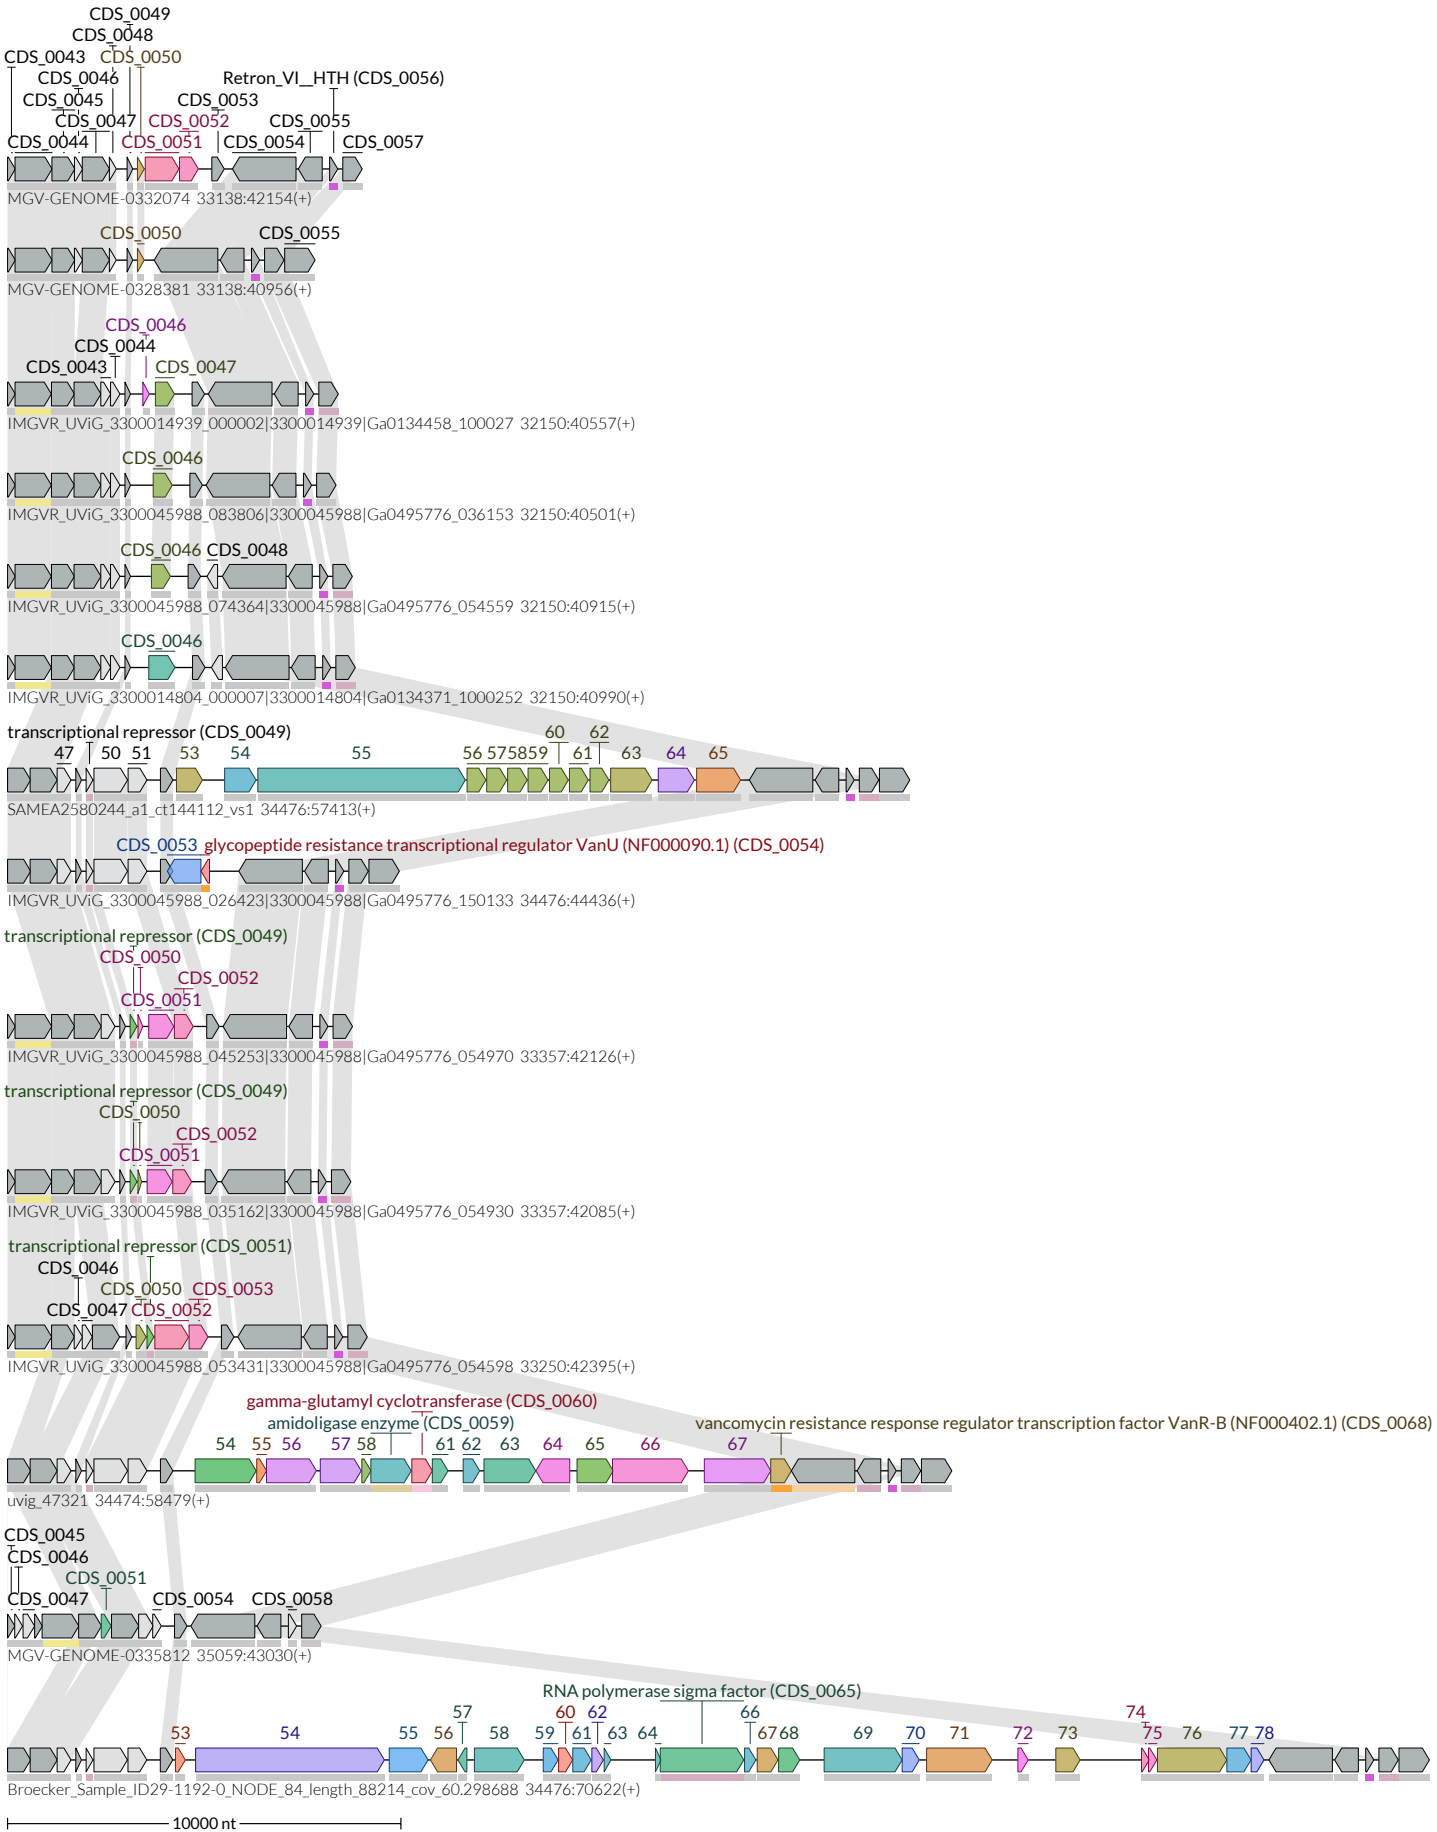 CDS_0049
CDS_0048
CDS_0043 CDS_0050
CDS_0046 Retron_VI__HTH (CDS_0056)
CDS_0045 CDS_0053
CDS_0047 CDS_0052 CDS_0055
CDS_0044 CDS_0051 CDS_0054 CDS_0057
MGV-GENOME-0332074 33138:42154(+)
CDS_0050 CDS_0055
MGV-GENOME-0328381 33138:40956(+)
CDS_0046
CDS_0044
CDS_0043 CDS_0047
IMGVR_UViG_3300014939_000002|3300014939|Ga0134458_100027 32150:40557(+)
CDS_0046
IMGVR_UViG_3300045988_083806|3300045988|Ga0495776_036153 32150:40501(+)
CDS_0046 CDS_0048
IMGVR_UViG_3300045988_074364|3300045988|Ga0495776_054559 32150:40915(+)
CDS_0046
IMGVR_UViG_3300014804_000007|3300014804|Ga0134371_1000252 32150:40990(+)
transcriptional repressor (CDS_0049) 60 62
47 50 51 53 54 55 56 57 58 59 61 63 64 65
SAMEA2580244_a1_ct144112_vs1 34476:57413(+)
CDS_0053 glycopeptide resistance transcriptional regulator VanU (NF000090.1) (CDS_0054)
IMGVR_UViG_3300045988_026423|3300045988|Ga0495776_150133 34476:44436(+)
transcriptional repressor (CDS_0049)
CDS_0050
CDS_0052
CDS_0051
IMGVR_UViG_3300045988_045253|3300045988|Ga0495776_054970 33357:42126(+)
transcriptional repressor (CDS_0049)
CDS_0050
CDS_0052
CDS_0051
IMGVR_UViG_3300045988_035162|3300045988|Ga0495776_054930 33357:42085(+)
transcriptional repressor (CDS_0051)
CDS_0046
CDS_0050 CDS_0053
CDS_0047 CDS_0052
IMGVR_UViG_3300045988_053431|3300045988|Ga0495776_054598 33250:42395(+)
gamma-glutamyl cyclotransferase (CDS_0060)
amidoligase enzyme (CDS_0059) vancomycin resistance response regulator transcription factor VanR-B (NF000402.1) (CDS_0068)
54 55 56 57 58 61 62 63 64 65 66 67
uvig_47321 34474:58479(+)
CDS_0045
CDS_0046
CDS_0051
CDS_0047 CDS_0054 CDS_0058
MGV-GENOME-0335812 35059:43030(+)
RNA polymerase sigma factor (CDS_0065)
57 60 62 66 74
53 54 55 56 58 59 61 63 64 67 68 69 70 71 72 73 75 76 77 78
Broecker_Sample_ID29-1192-0_NODE_84_length_88214_cov_60.298688 34476:70622(+)
10000 nt